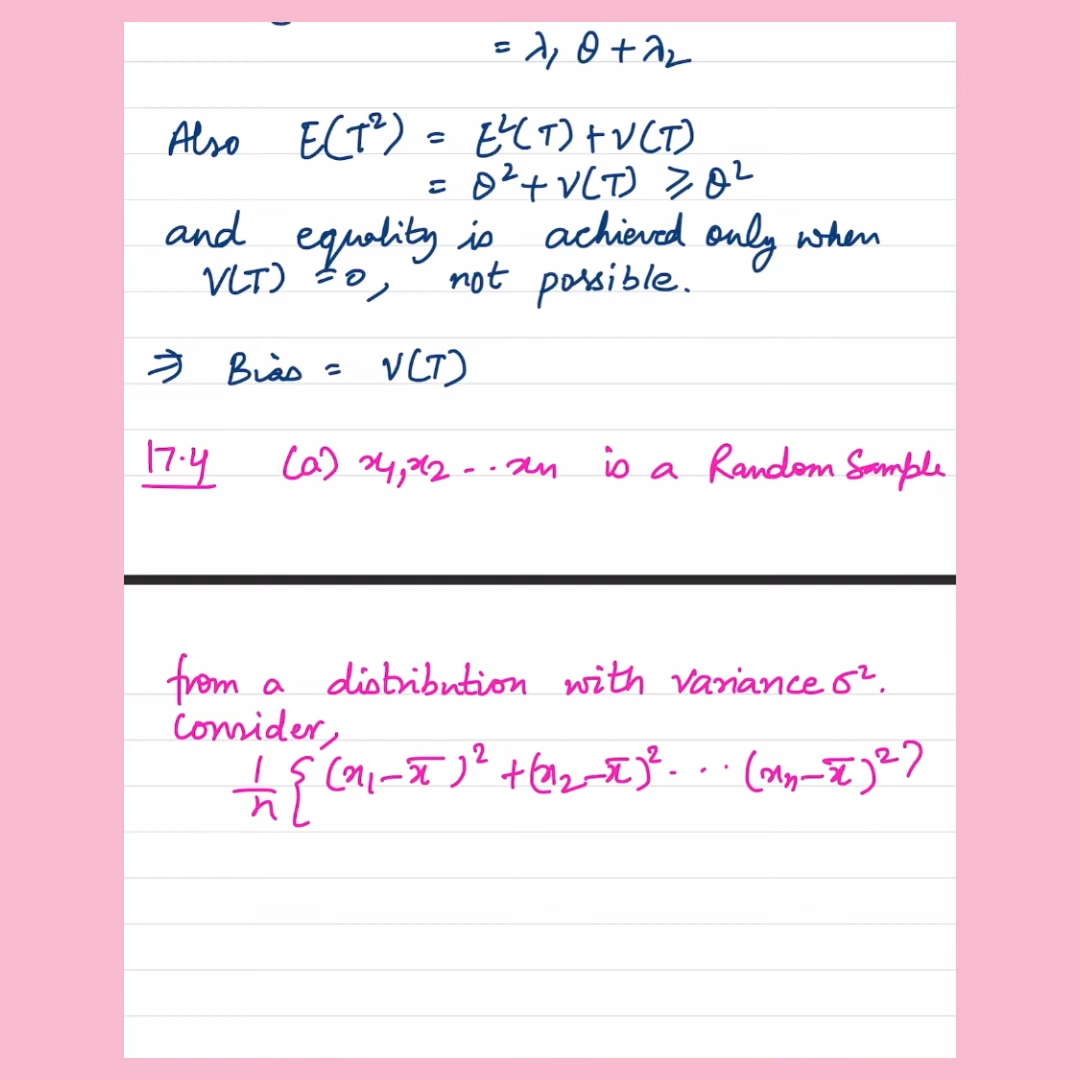 = λ₁ θ + λ₂
Also E(T²) = E²(T) + V(T)
= θ² + V(T) ≥ θ²
and equality is achieved only when
V(T) = 0, not possible.
⇒ Bias = V(T)
17.4 (a) x₁, x₂ -.. xn is a Random Sample
from a distribution with variance σ².
Consider,
1/n { (x₁ - x̄)² + (x₂ - x̄)² . . . (xn - x̄)² }